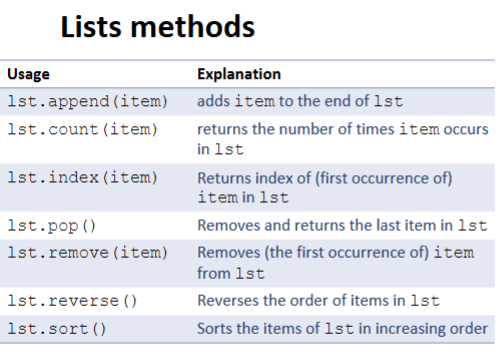 Lists methods
Usage Explanation
lst.append(item) adds item to the end of lst
lst.count(item) returns the number of times item occurs
in lst
lst.index(item) Returns index of (first occurrence of)
item in lst
lst.pop() Removes and returns the last item in lst
lst.remove(item) Removes (the first occurrence of) item
from lst
lst.reverse() Reverses the order of items in lst
lst.sort() Sorts the items of lst in increasing order